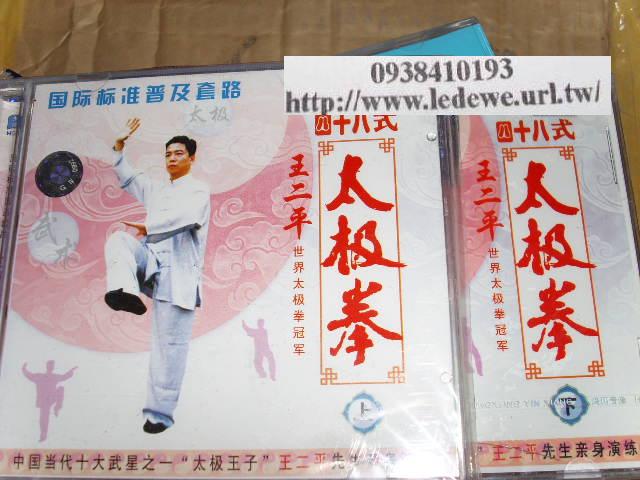 0938410193
http://www.ledewe.url.tw/
国际标准普及套路
太极
武术
四十八式
太极拳
王二平
世界太极拳冠军
上
中国当代十大武星之一“太极王子”王二平先生
四十八式
太极拳
王二平
世界太极拳冠军
下
”王二平先生亲身演练